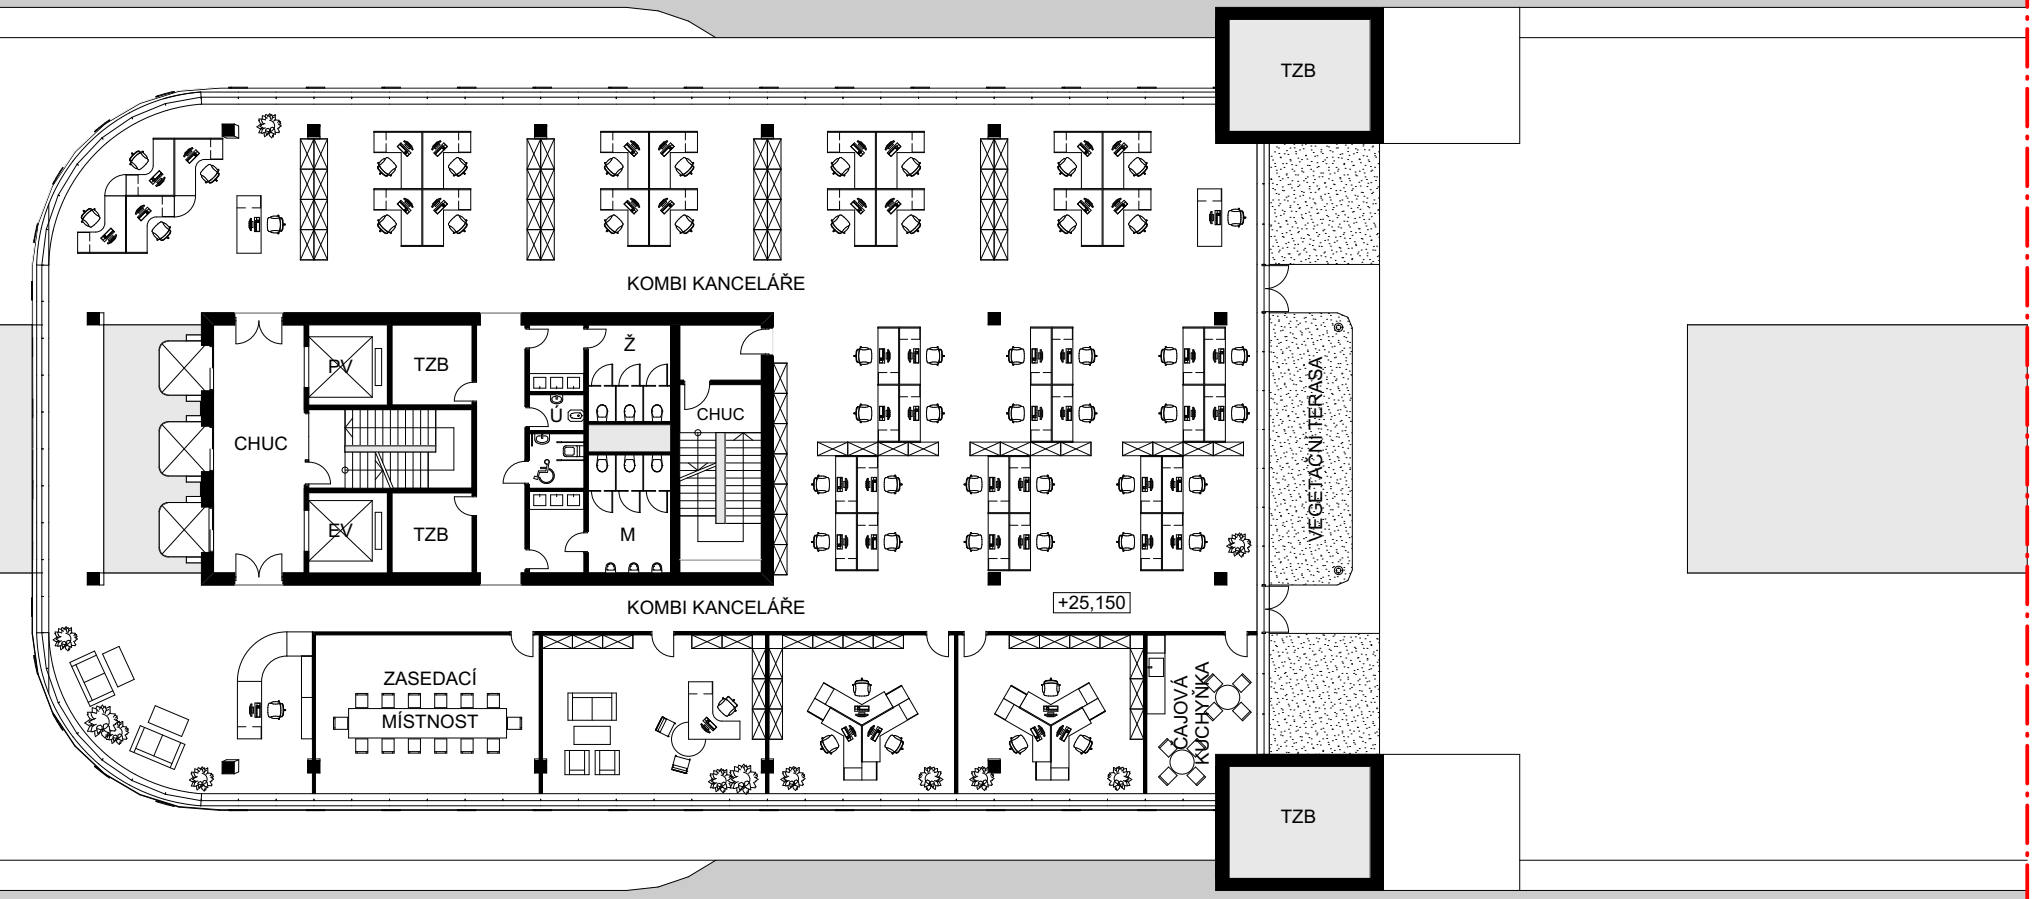 TZB
KOMBI KANCELÁŘE
PV
TZB
Ž
Ú
CHUC
CHUC
VEGETAČNÍ TERASA
EV
TZB
M
KOMBI KANCELÁŘE
+25,150
ZASEDACÍ
MÍSTNOST
ČAJOVÁ
KUCHYŇKA
TZB